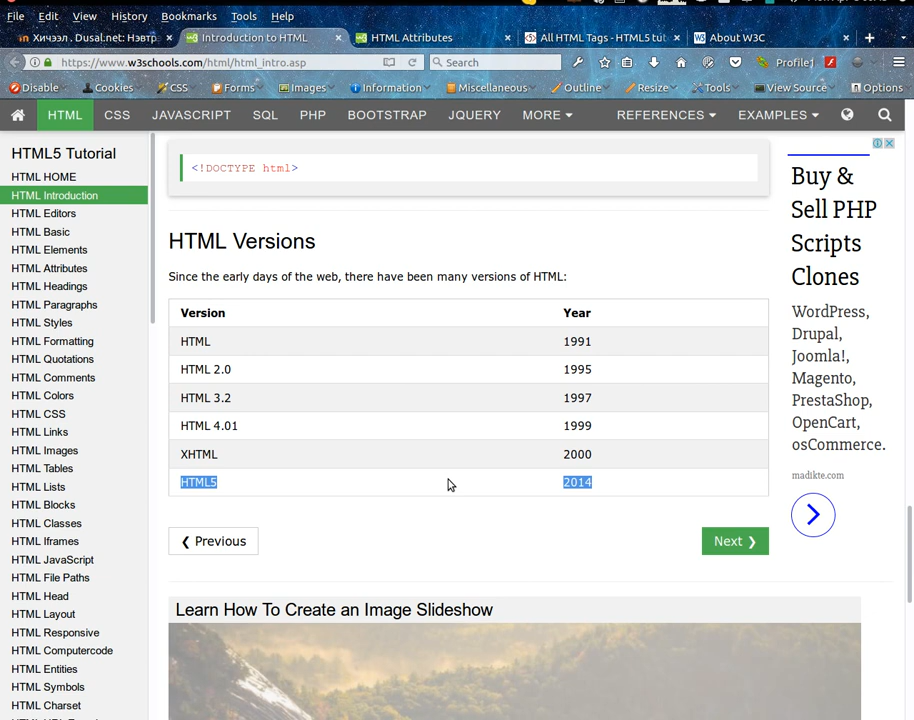 File Edit View History Bookmarks Tools Help
Хичээл . Dusal.net: Нэвтр
Introduction to HTML
HTML Attributes
All HTML Tags - HTML5 tut
About W3C
https://www.w3schools.com/html/html_intro.asp
Search
Profile
Disable Cookies CSS Forms Images Information Miscellaneous Outline Resize Tools View Source Options
HTML CSS JAVASCRIPT SQL PHP BOOTSTRAP JQUERY MORE REFERENCES EXAMPLES
HTML5 Tutorial
HTML HOME
HTML Introduction
HTML Editors
HTML Basic
HTML Elements
HTML Attributes
HTML Headings
HTML Paragraphs
HTML Styles
HTML Formatting
HTML Quotations
HTML Comments
HTML Colors
HTML CSS
HTML Links
HTML Images
HTML Tables
HTML Lists
HTML Blocks
HTML Classes
HTML Iframes
HTML JavaScript
HTML File Paths
HTML Head
HTML Layout
HTML Responsive
HTML Computercode
HTML Entities
HTML Symbols
HTML Charset
<!DOCTYPE html>
HTML Versions
Since the early days of the web, there have been many versions of HTML:
Version Year
HTML 1991
HTML 2.0 1995
HTML 3.2 1997
HTML 4.01 1999
XHTML 2000
HTML5 2014
❮ Previous
Next ❯
Learn How To Create an Image Slideshow
Buy &
Sell PHP
Scripts
Clones
WordPress,
Drupal,
Joomla!,
Magento,
PrestaShop,
OpenCart,
osCommerce.
madikte.com